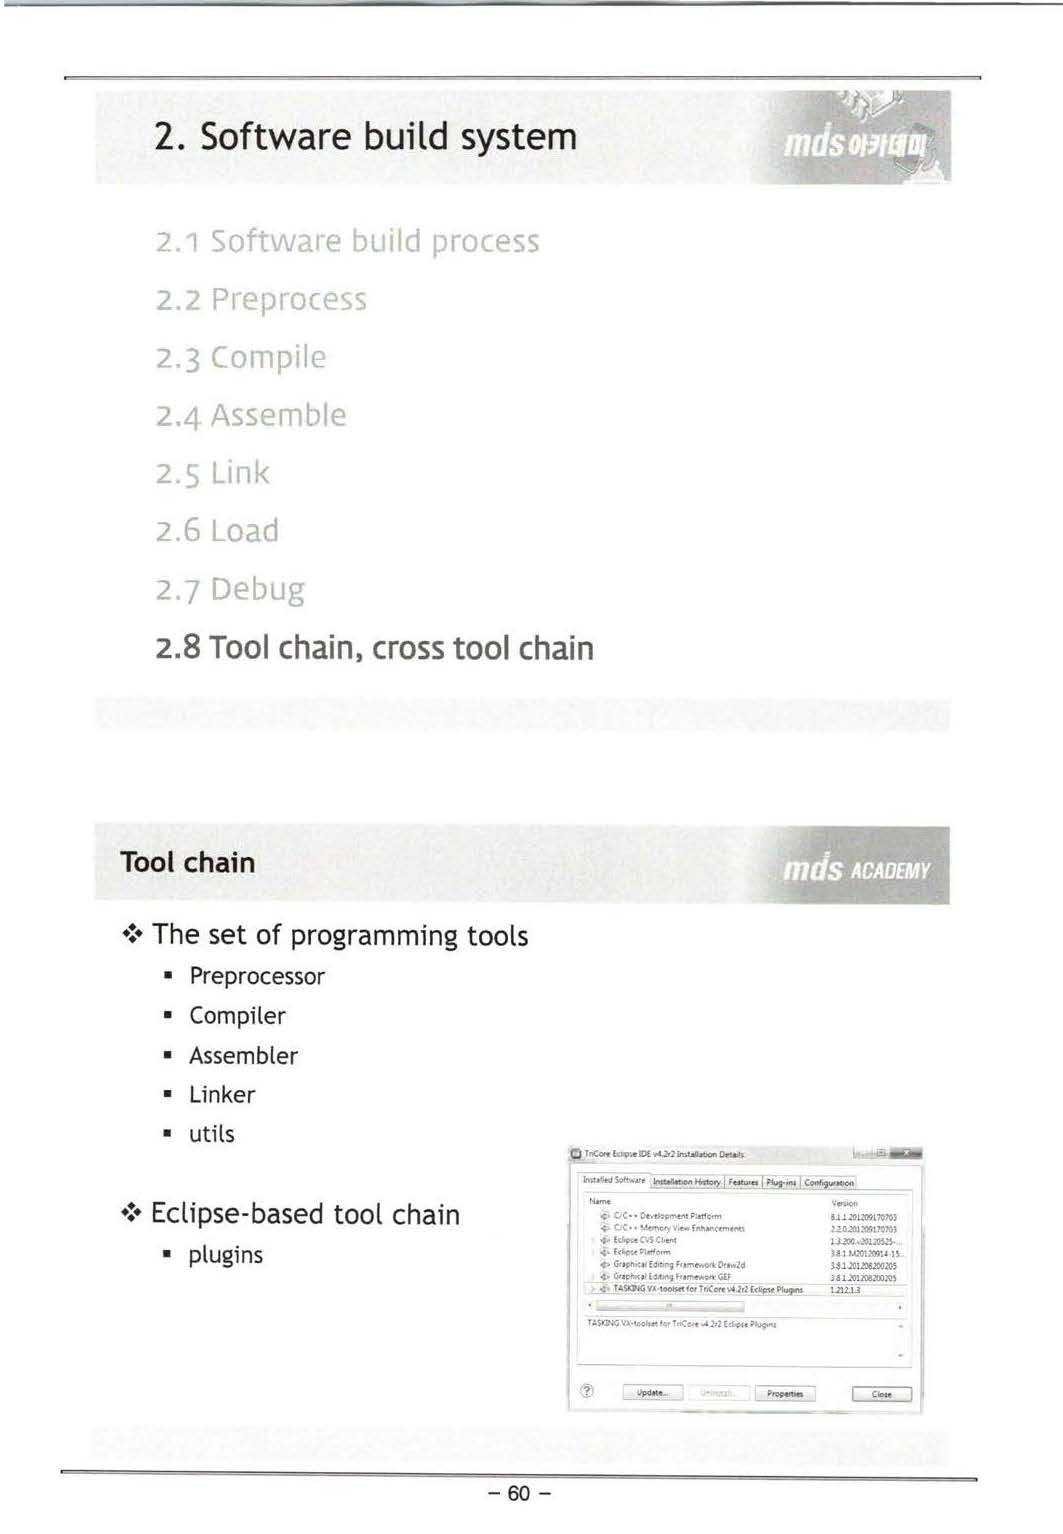 2. Software build system
mds아카데미
2.1 Software build process
2.2 Preprocess
2.3 Compile
2.4 Assemble
2.5 Link
2.6 Load
2.7 Debug
2.8 Tool chain, cross tool chain
Tool chain
mds ACADEMY
❖ The set of programming tools
▪ Preprocessor
▪ Compiler
▪ Assembler
▪ Linker
▪ utils
❖ Eclipse-based tool chain
▪ plugins
TriCore Eclipse IDE v4.2r2 Installation Details
Installed Software Installation History Features Plug-ins Configuration
Name Version
C/C++ Development Platform 8.1.1.201209170703
C/C++ Memory View Enhancements 2.2.0.201209170703
Eclipse CVS Client 1.3.200.v20120525-...
Eclipse Platform 3.8.1.M20120914-15...
Graphical Editing Framework Draw2d 3.8.1.201208200205
Graphical Editing Framework GEF 3.8.1.201208200205
TASKING VX-toolset for TriCore v4.2r2 Eclipse Plugins 1.212.1.3
TASKING VX-toolset for TriCore v4.2r2 Eclipse Plugins
Update... Uninstall... Properties Close
- 60 -